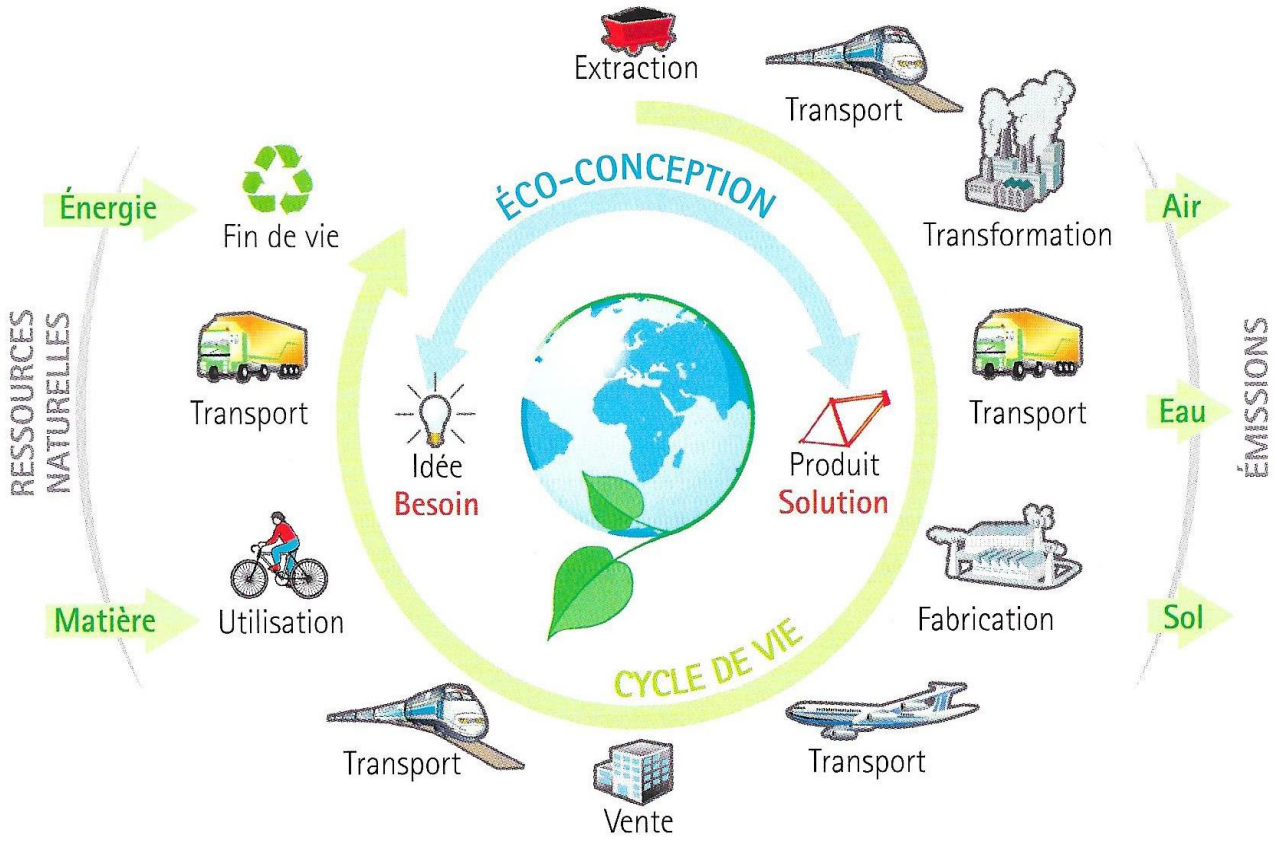 Extraction
Transport
Transformation
ÉCO-CONCEPTION
Énergie
Fin de vie
Air
RESSOURCES
NATURELLES
Transport
Idée
Besoin
Produit
Solution
Transport
Eau
ÉMISSIONS
Matière
Utilisation
Fabrication
Sol
CYCLE DE VIE
Transport
Vente
Transport